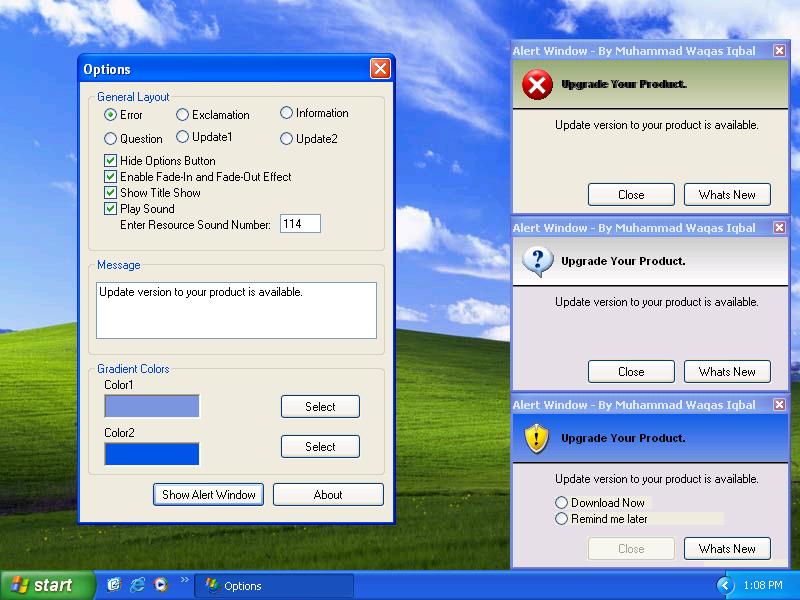 Options
General Layout
Error Exclamation Information
Question Update1 Update2
Hide Options Button
Enable Fade-In and Fade-Out Effect
Show Title Show
Play Sound
Enter Resource Sound Number: 114
Message
Update version to your product is available.
Gradient Colors
Color1
Select
Color2
Select
Show Alert Window About
Alert Window - By Muhammad Waqas Iqbal
Upgrade Your Product.
Update version to your product is available.
Close Whats New
Alert Window - By Muhammad Waqas Iqbal
Upgrade Your Product.
Update version to your product is available.
Close Whats New
Alert Window - By Muhammad Waqas Iqbal
Upgrade Your Product.
Update version to your product is available.
Download Now
Remind me later
Close Whats New
start Options 1:08 PM